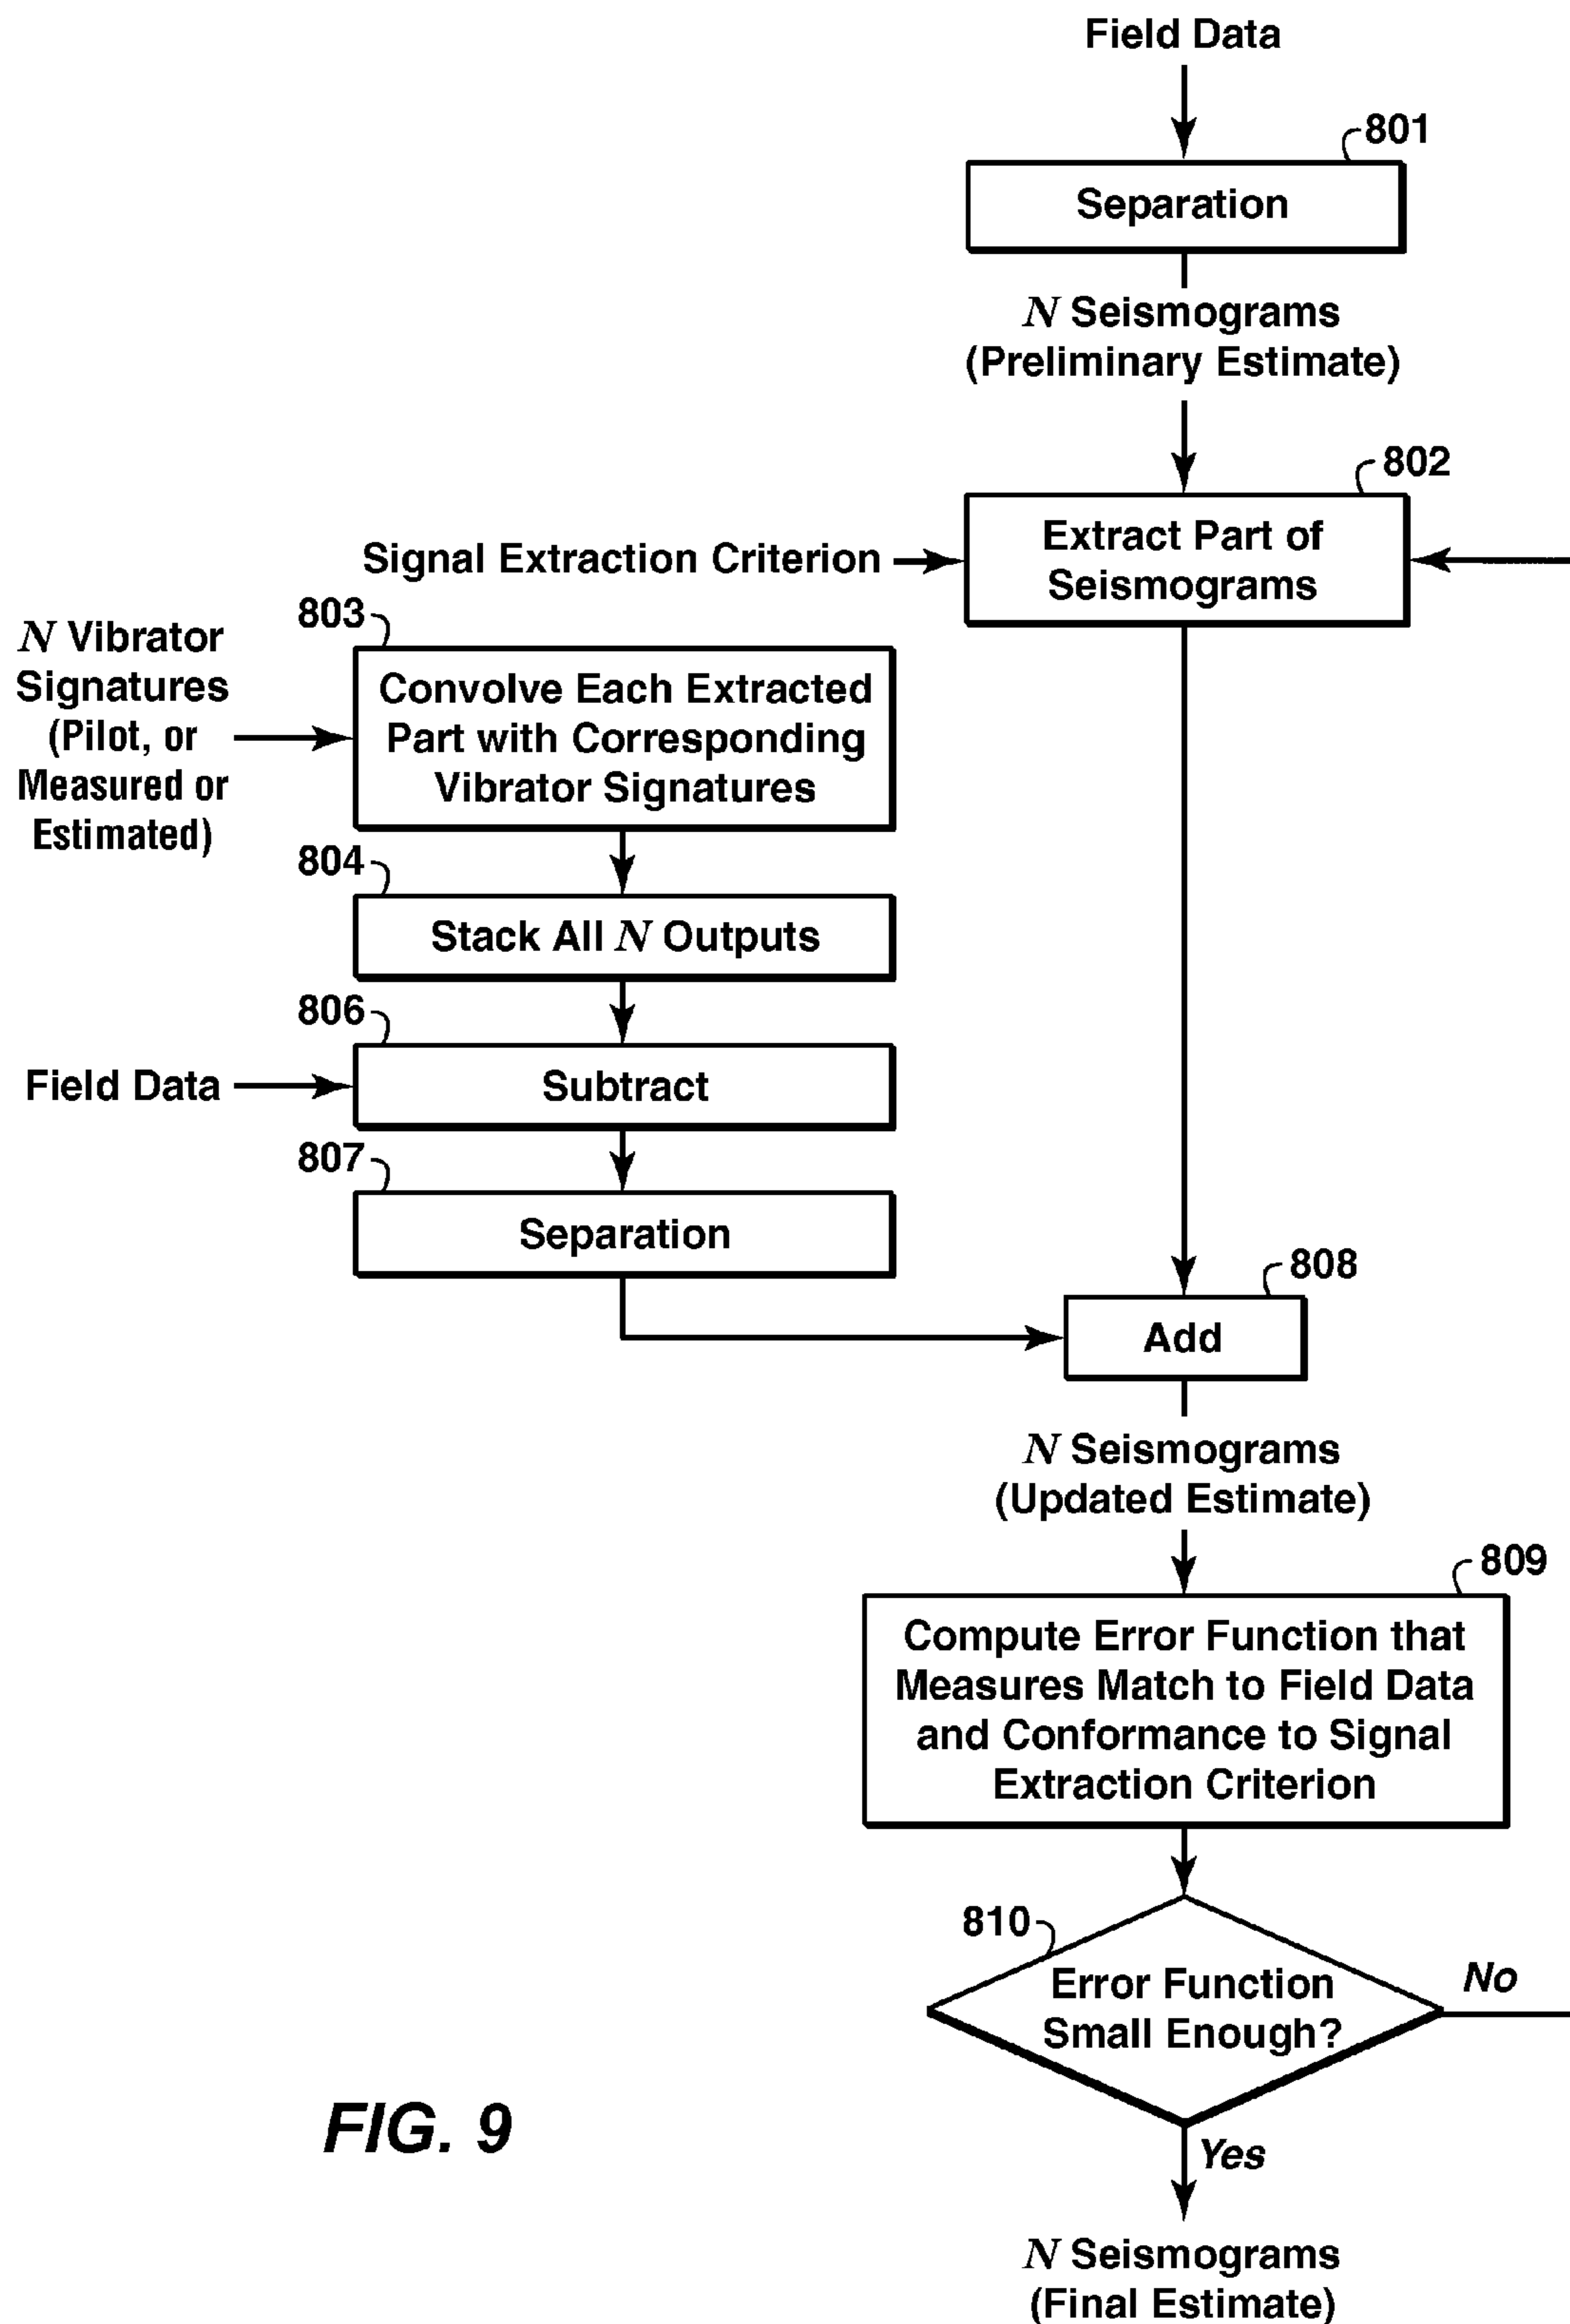 Field Data
801
Separation
N Seismograms
(Preliminary Estimate)
802
Extract Part of
Seismograms
Signal Extraction Criterion
803
N Vibrator
Signatures
(Pilot, or
Measured or
Estimated)
Convolve Each Extracted
Part with Corresponding
Vibrator Signatures
804
Stack All N Outputs
806
Field Data
Subtract
807
Separation
808
Add
N Seismograms
(Updated Estimate)
809
Compute Error Function that
Measures Match to Field Data
and Conformance to Signal
Extraction Criterion
810
Error Function
Small Enough?
No
Yes
FIG. 9
N Seismograms
(Final Estimate)